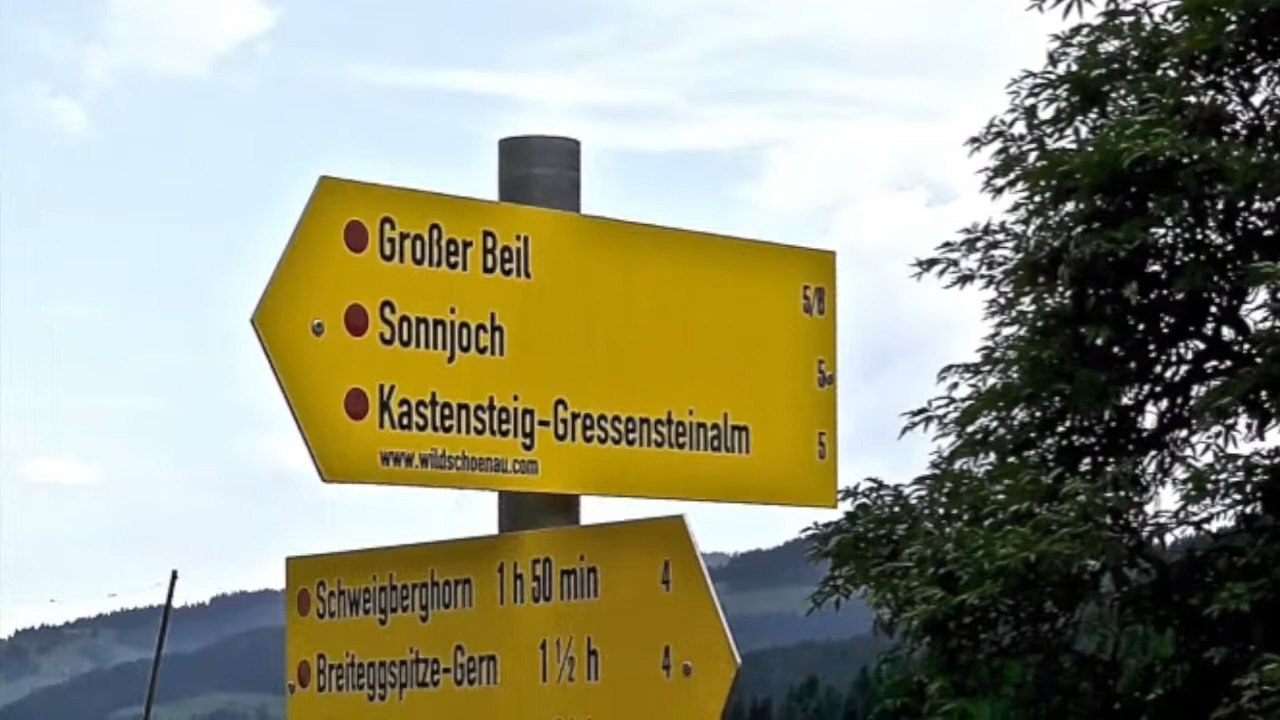 Großer Beil 5/8
Sonnjoch 5
Kastensteig-Gressensteinalm 5
www.wildschoenau.com
Schweigberghorn 1 h 50 min 4
Breiteggspitze-Gern 1½ h 4